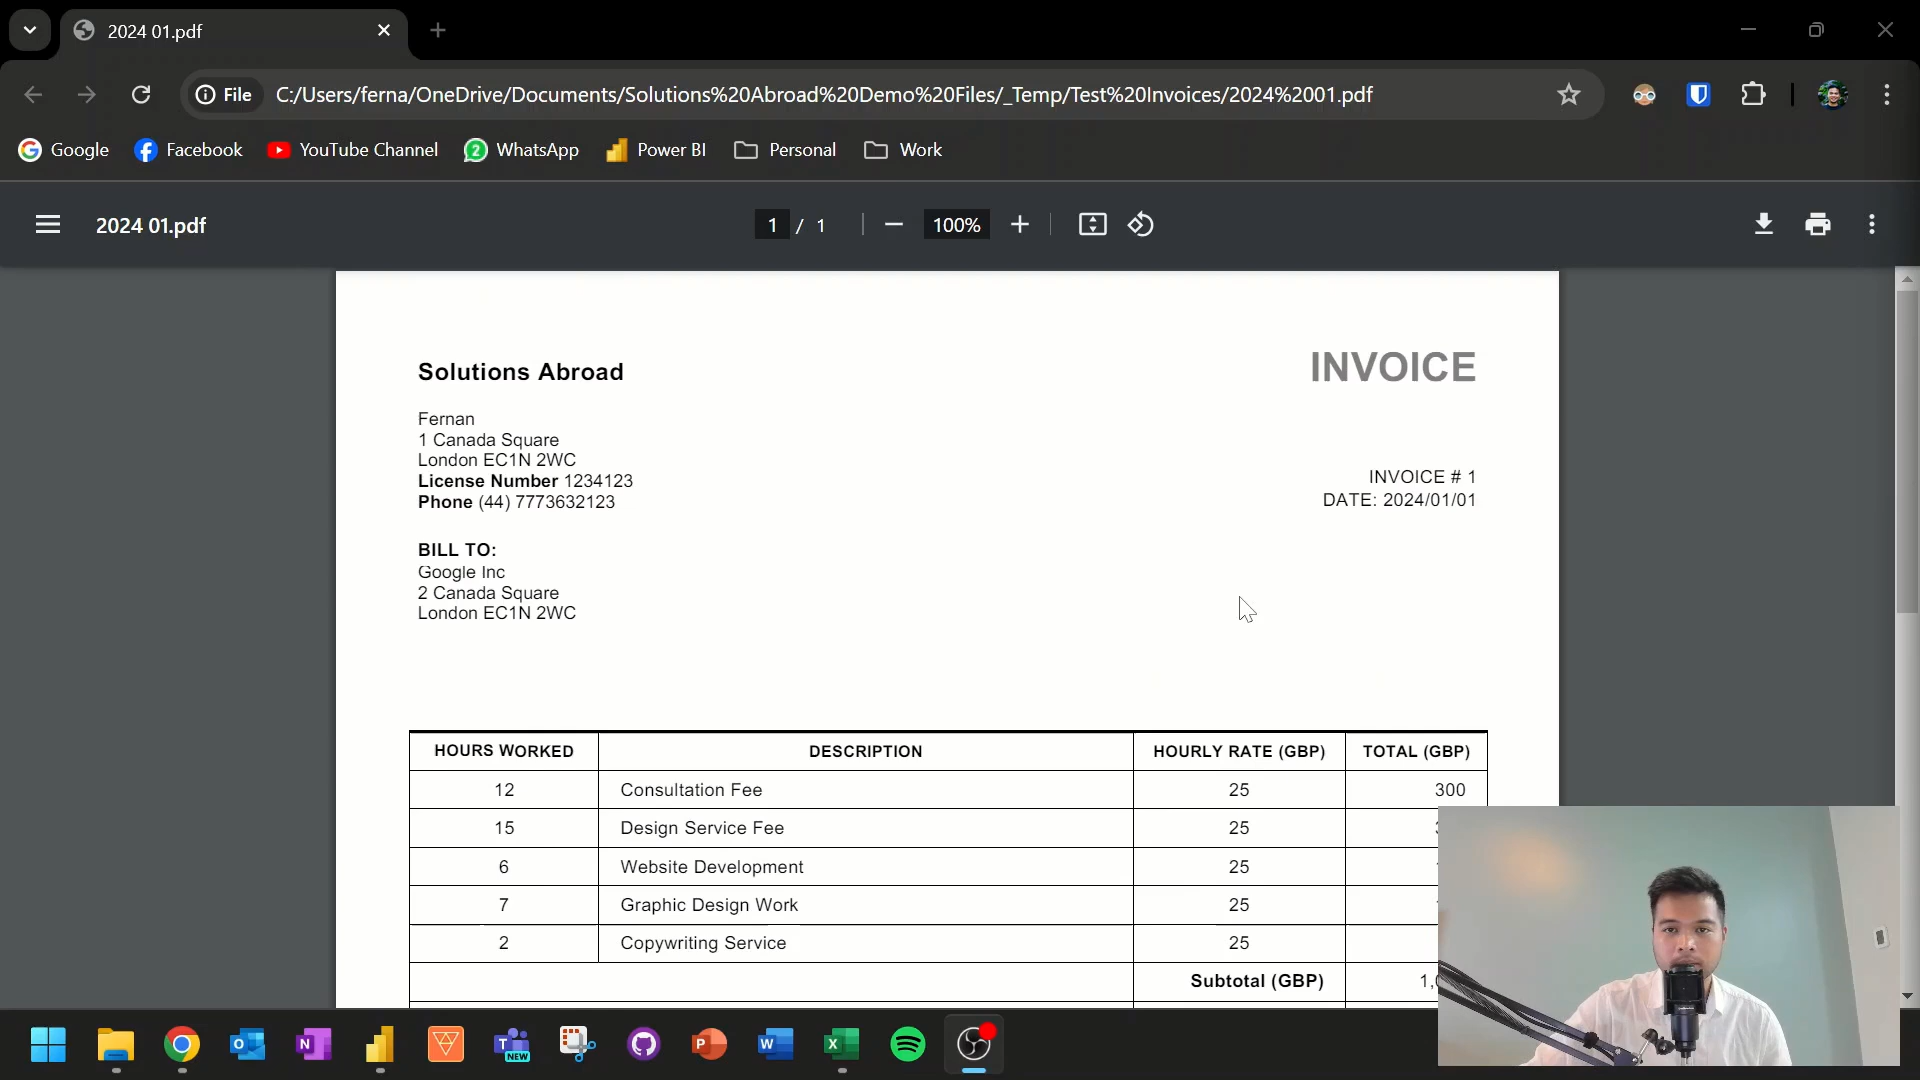 2024 01.pdf
File C:/Users/ferna/OneDrive/Documents/Solutions%20Abroad%20Demo%20Files/_Temp/Test%20Invoices/2024%2001.pdf
Google Facebook YouTube Channel 2 WhatsApp Power BI Personal Work
2024 01.pdf 1 / 1 100%
Solutions Abroad
INVOICE
Fernan
1 Canada Square
London EC1N 2WC
License Number 1234123
Phone (44) 7773632123
INVOICE # 1
DATE: 2024/01/01
BILL TO:
Google Inc
2 Canada Square
London EC1N 2WC
HOURS WORKED DESCRIPTION HOURLY RATE (GBP) TOTAL (GBP)
12 Consultation Fee 25 300
15 Design Service Fee 25
6 Website Development 25
7 Graphic Design Work 25
2 Copywriting Service 25
Subtotal (GBP)
O N T NEW P W X